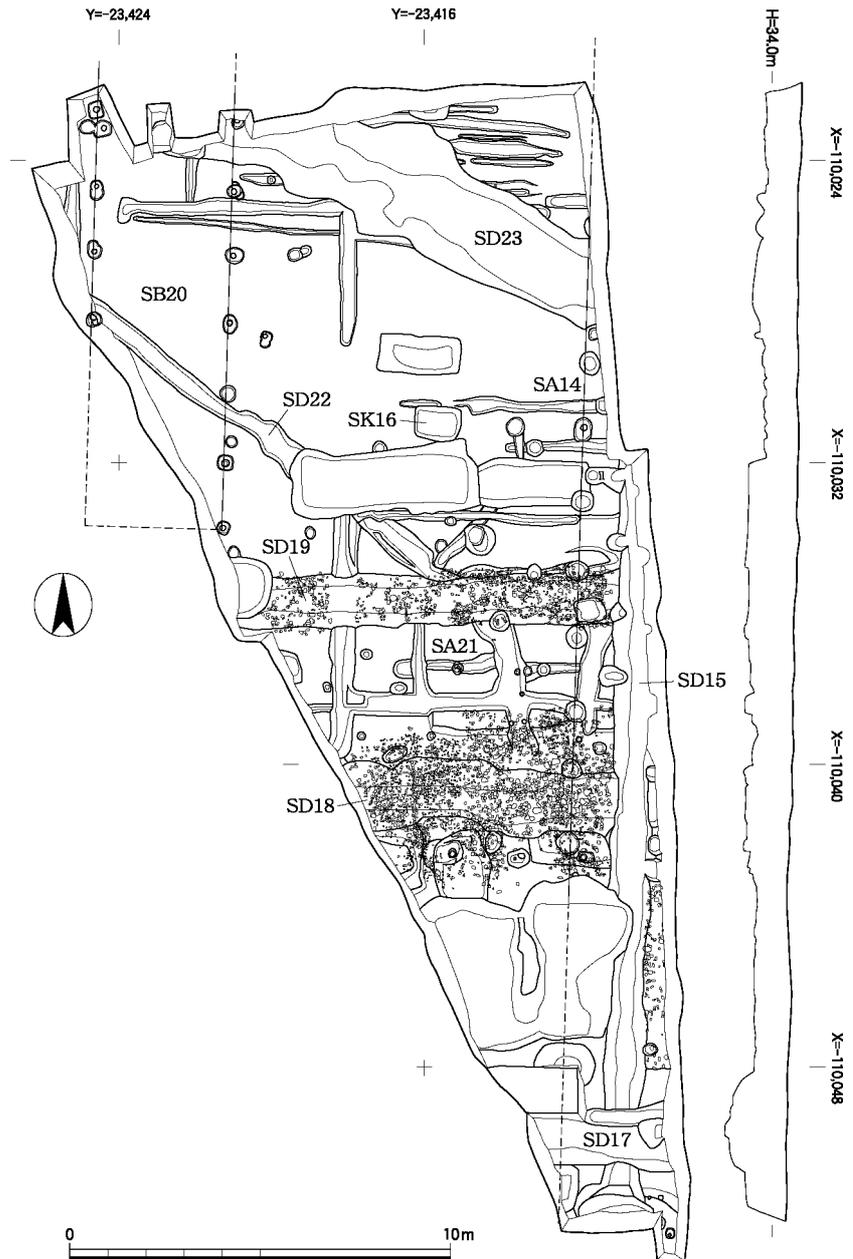 Y=-23,424
Y=-23,416
H=34.0m
X=-110,024
SD23
SB20
SA14
SD22
SK16
X=-110,032
SD19
SA21
SD15
X=-110,040
SD18
X=-110,048
SD17
0
10m